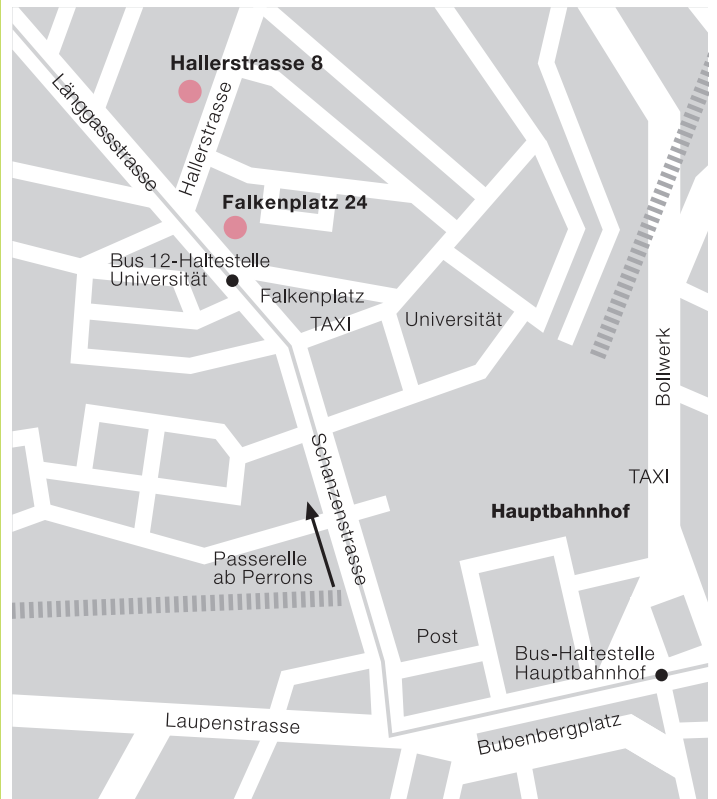 Hallerstrasse 8
Länggassstrasse
Hallerstrasse
Falkenplatz 24
Bus 12-Haltestelle
Universität
Falkenplatz
TAXI
Universität
Bollwerk
Schanzenstrasse
TAXI
Hauptbahnhof
Passerelle
ab Perrons
Post
Bus-Haltestelle
Hauptbahnhof
Laupenstrasse
Bubenbergplatz